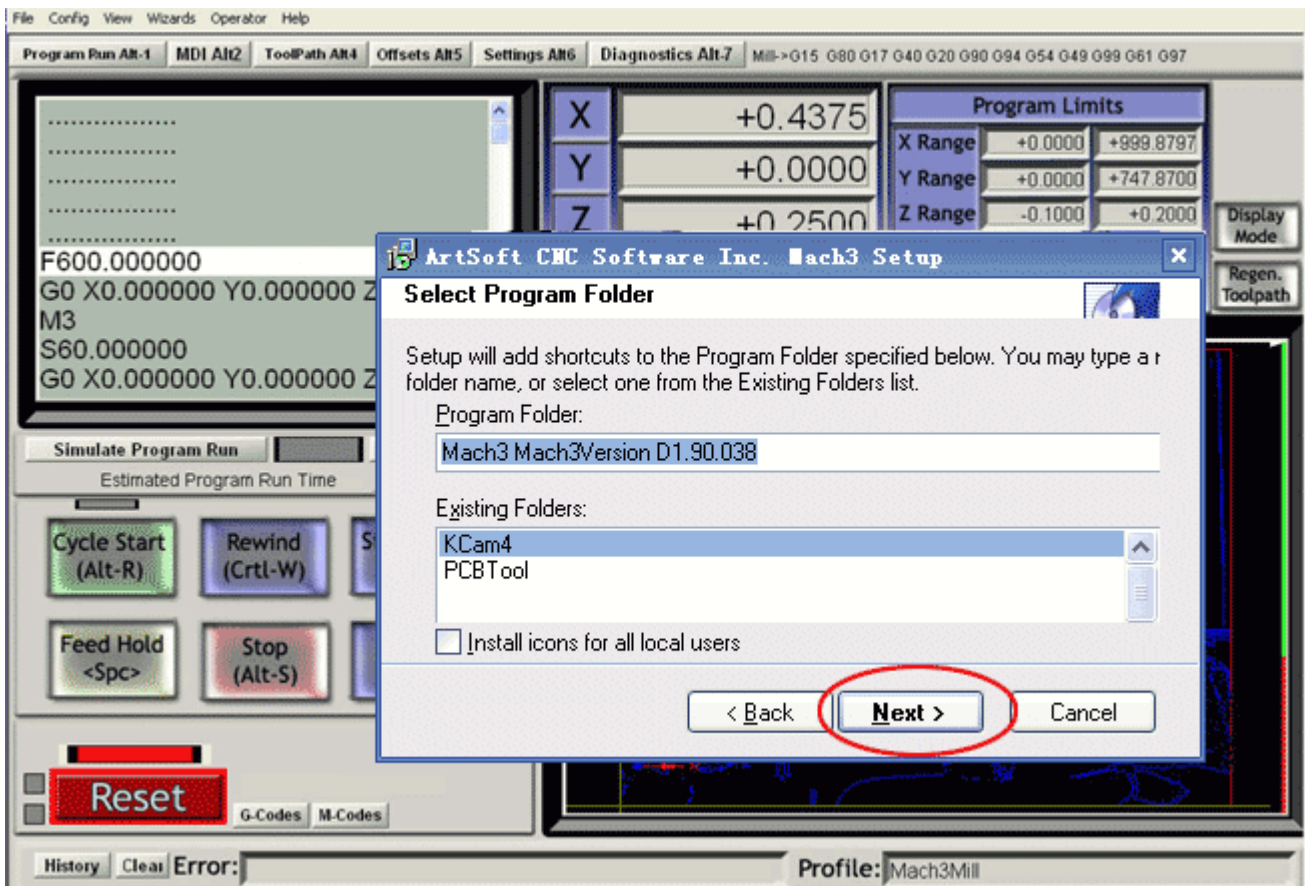 File Config View Wizards Operator Help
Program Run Alt-1 MDI Alt2 ToolPath Alt4 Offsets Alt5 Settings Alt6 Diagnostics Alt-7 Mill->G15 G80 G17 G40 G20 G90 G94 G54 G49 G99 G61 G97
.................
.................
.................
.................
.................
F600.000000
G0 X0.000000 Y0.000000 Z
M3
S60.000000
G0 X0.000000 Y0.000000 Z
X +0.4375
Y +0.0000
Z +0.2500
Program Limits
X Range +0.0000 +999.8797
Y Range +0.0000 +747.8700
Z Range -0.1000 +0.2000
Display
Mode
Regen.
Toolpath
ArtSoft CNC Software Inc. Mach3 Setup
Select Program Folder
Setup will add shortcuts to the Program Folder specified below. You may type a
folder name, or select one from the Existing Folders list.
Program Folder:
Mach3 Mach3Version D1.90.038
Existing Folders:
KCam4
PCBTool
Install icons for all local users
< Back Next > Cancel
Simulate Program Run
Estimated Program Run Time
Cycle Start
(Alt-R)
Rewind
(Crtl-W)
Feed Hold
<Spc>
Stop
(Alt-S)
Reset
G-Codes M-Codes
History Clear Error:
Profile: Mach3Mill